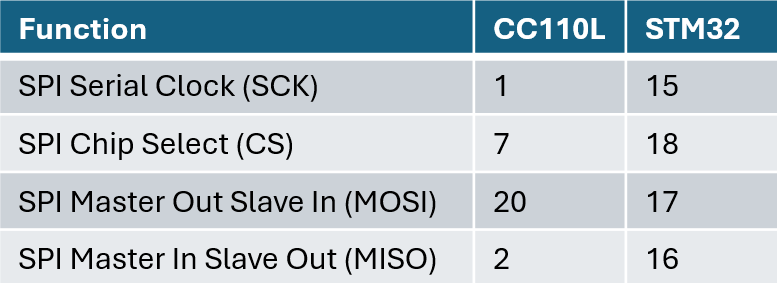 Function CC110L STM32
SPI Serial Clock (SCK) 1 15
SPI Chip Select (CS) 7 18
SPI Master Out Slave In (MOSI) 20 17
SPI Master In Slave Out (MISO) 2 16